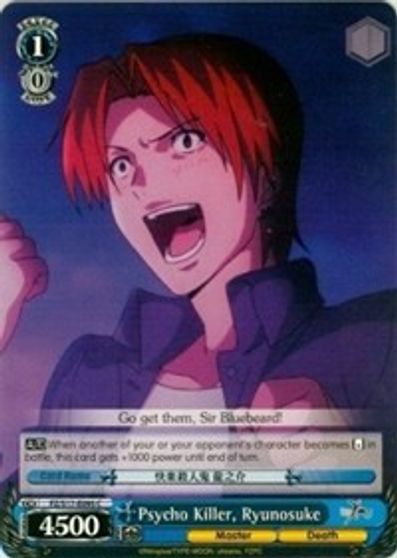 LEVEL
1
0
COST
Go get them, Sir Bluebeard!
When another of your or your opponent's character becomes [ ] in
battle, this card gets +1000 power until end of turn.
Card Name 快楽殺人鬼 龍之介
4500 Psycho Killer, Ryunosuke
Master Death